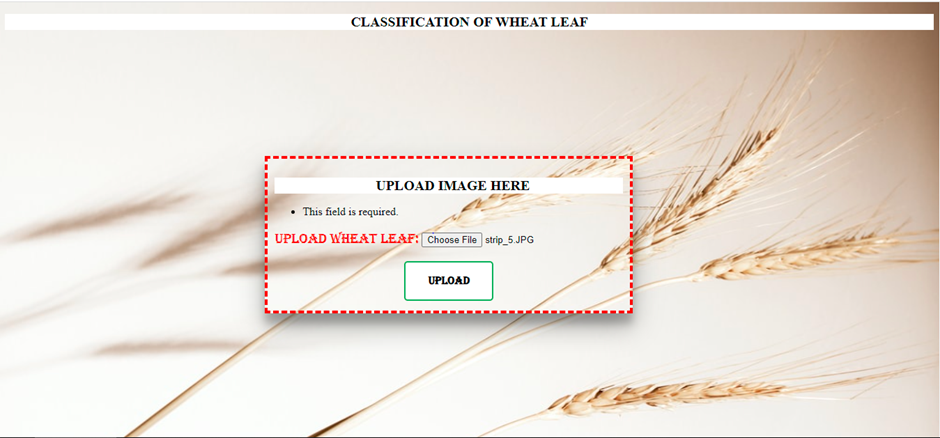 CLASSIFICATION OF WHEAT LEAF
UPLOAD IMAGE HERE
• This field is required.
UPLOAD WHEAT LEAF: Choose File strip_5.JPG
UPLOAD